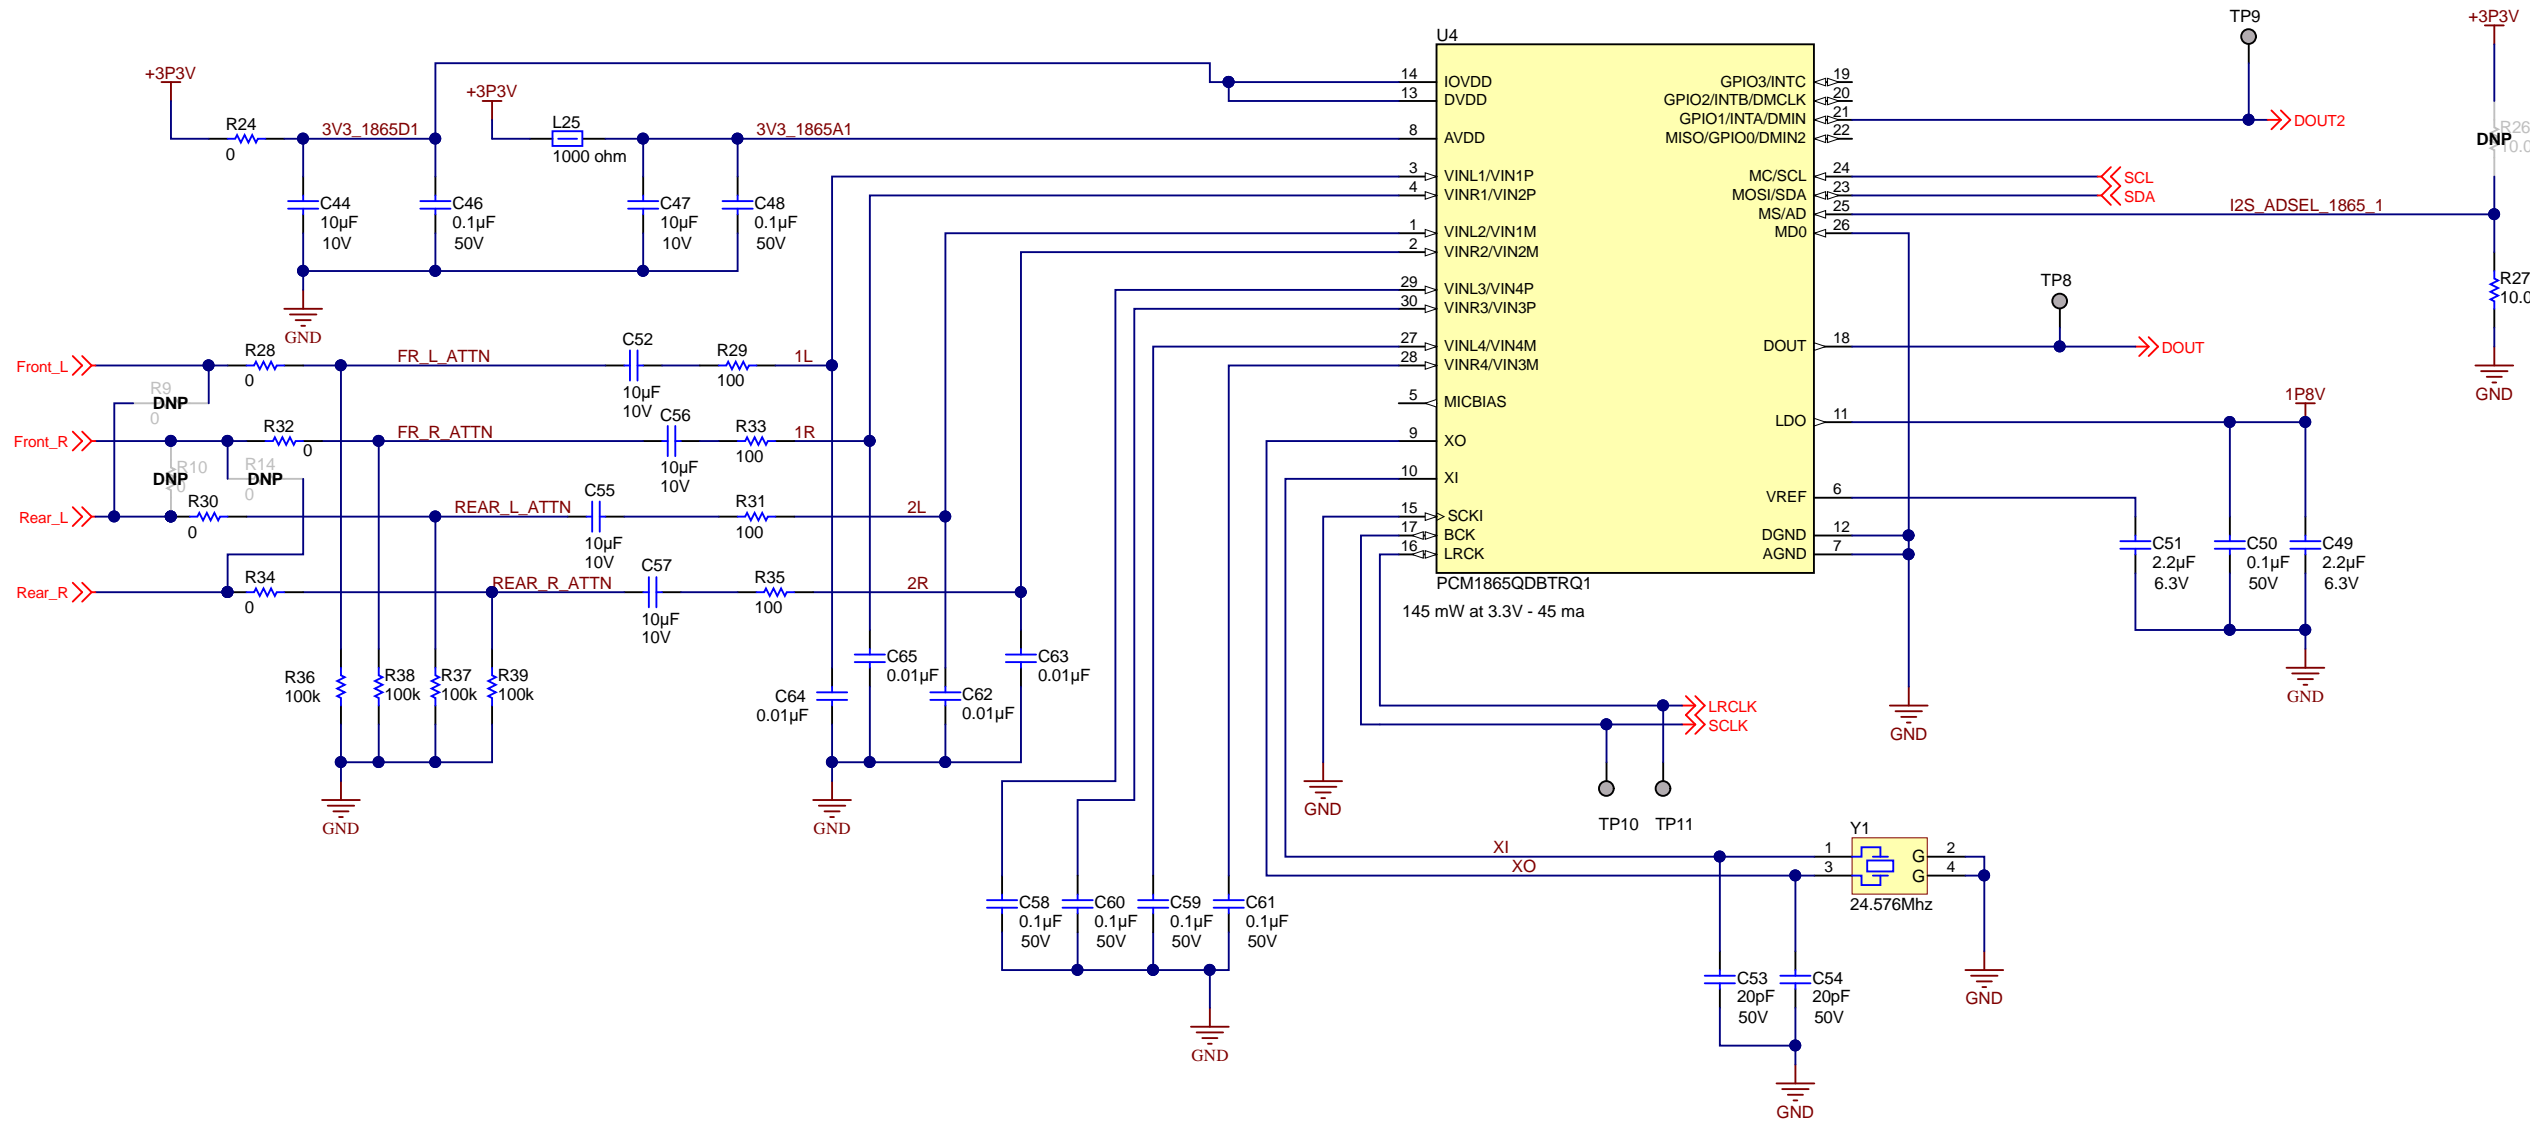 +3P3V
R24
0
3V3_1865D1
C44
10µF
10V
C46
0.1µF
50V
GND
+3P3V
L25
1000 ohm
3V3_1865A1
C47
10µF
10V
C48
0.1µF
50V
Front_L
R28
0
FR_L_ATTN
C52
10µF
10V
R29
100
1L
R9
DNP
0
Front_R
R32
0
FR_R_ATTN
C56
10µF
10V
R33
100
1R
R10
DNP
0
R14
DNP
0
Rear_L
R30
0
REAR_L_ATTN
C55
10µF
10V
R31
100
2L
Rear_R
R34
0
REAR_R_ATTN
C57
10µF
10V
R35
100
2R
R36
100k
R38
100k
R37
100k
R39
100k
GND
C64
0.01µF
C65
0.01µF
C62
0.01µF
C63
0.01µF
GND
C58
0.1µF
50V
C60
0.1µF
50V
C59
0.1µF
50V
C61
0.1µF
50V
GND
U4
14 IOVDD
13 DVDD
8 AVDD
3 VINL1/VIN1P
4 VINR1/VIN2P
1 VINL2/VIN1M
2 VINR2/VIN2M
29 VINL3/VIN4P
30 VINR3/VIN3P
27 VINL4/VIN4M
28 VINR4/VIN3M
5 MICBIAS
9 XO
10 XI
15 SCKI
17 BCK
16 LRCK
GPIO3/INTC 19
GPIO2/INTB/DMCLK 20
GPIO1/INTA/DMIN 21
MISO/GPIO0/DMIN2 22
MC/SCL 24
MOSI/SDA 23
MS/AD 25
MD0 26
DOUT 18
LDO 11
VREF 6
DGND 12
AGND 7
PCM1865QDBTRQ1
145 mW at 3.3V - 45 ma
GND
LRCLK
SCLK
TP10
TP11
GND
TP9
DOUT2
SCL
SDA
I2S_ADSEL_1865_1
+3P3V
R26
DNP
10.0
R27
10.0
GND
TP8
DOUT
1P8V
C51
2.2µF
6.3V
C50
0.1µF
50V
C49
2.2µF
6.3V
GND
XI
XO
Y1
1
3
G 2
G 4
24.576Mhz
GND
C53
20pF
50V
C54
20pF
50V
GND